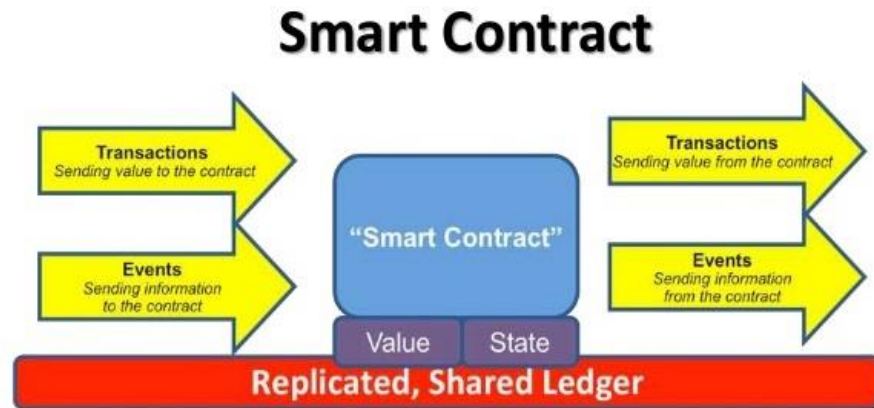 Smart Contract
Transactions
Sending value to the contract
Events
Sending information
to the contract
“Smart Contract”
Value
State
Transactions
Sending value from the contract
Events
Sending information
from the contract
Replicated, Shared Ledger